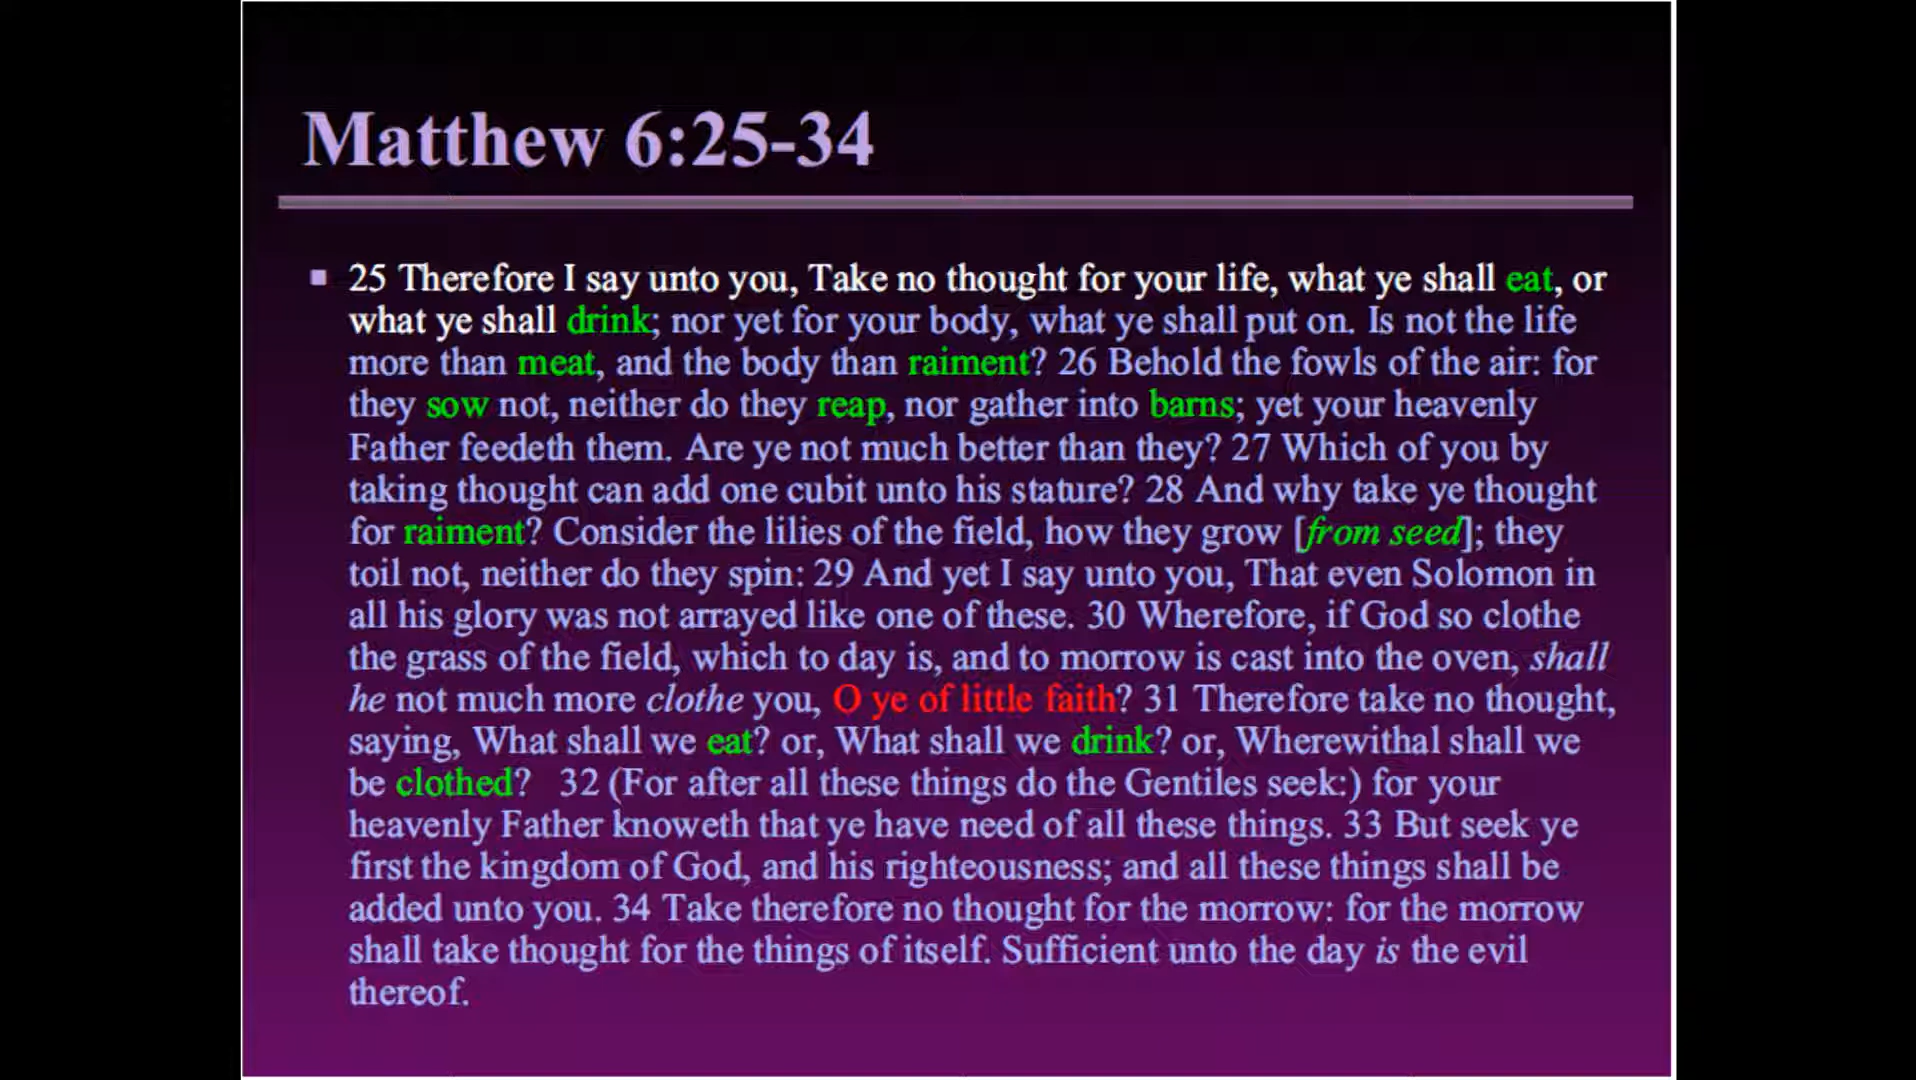 Matthew 6:25-34
25 Therefore I say unto you, Take no thought for your life, what ye shall eat, or
what ye shall drink; nor yet for your body, what ye shall put on. Is not the life
more than meat, and the body than raiment? 26 Behold the fowls of the air: for
they sow not, neither do they reap, nor gather into barns; yet your heavenly
Father feedeth them. Are ye not much better than they? 27 Which of you by
taking thought can add one cubit unto his stature? 28 And why take ye thought
for raiment? Consider the lilies of the field, how they grow [from seed]; they
toil not, neither do they spin: 29 And yet I say unto you, That even Solomon in
all his glory was not arrayed like one of these. 30 Wherefore, if God so clothe
the grass of the field, which to day is, and to morrow is cast into the oven, shall
he not much more clothe you, O ye of little faith? 31 Therefore take no thought,
saying, What shall we eat? or, What shall we drink? or, Wherewithal shall we
be clothed? 32 (For after all these things do the Gentiles seek:) for your
heavenly Father knoweth that ye have need of all these things. 33 But seek ye
first the kingdom of God, and his righteousness; and all these things shall be
added unto you. 34 Take therefore no thought for the morrow: for the morrow
shall take thought for the things of itself. Sufficient unto the day is the evil
thereof.